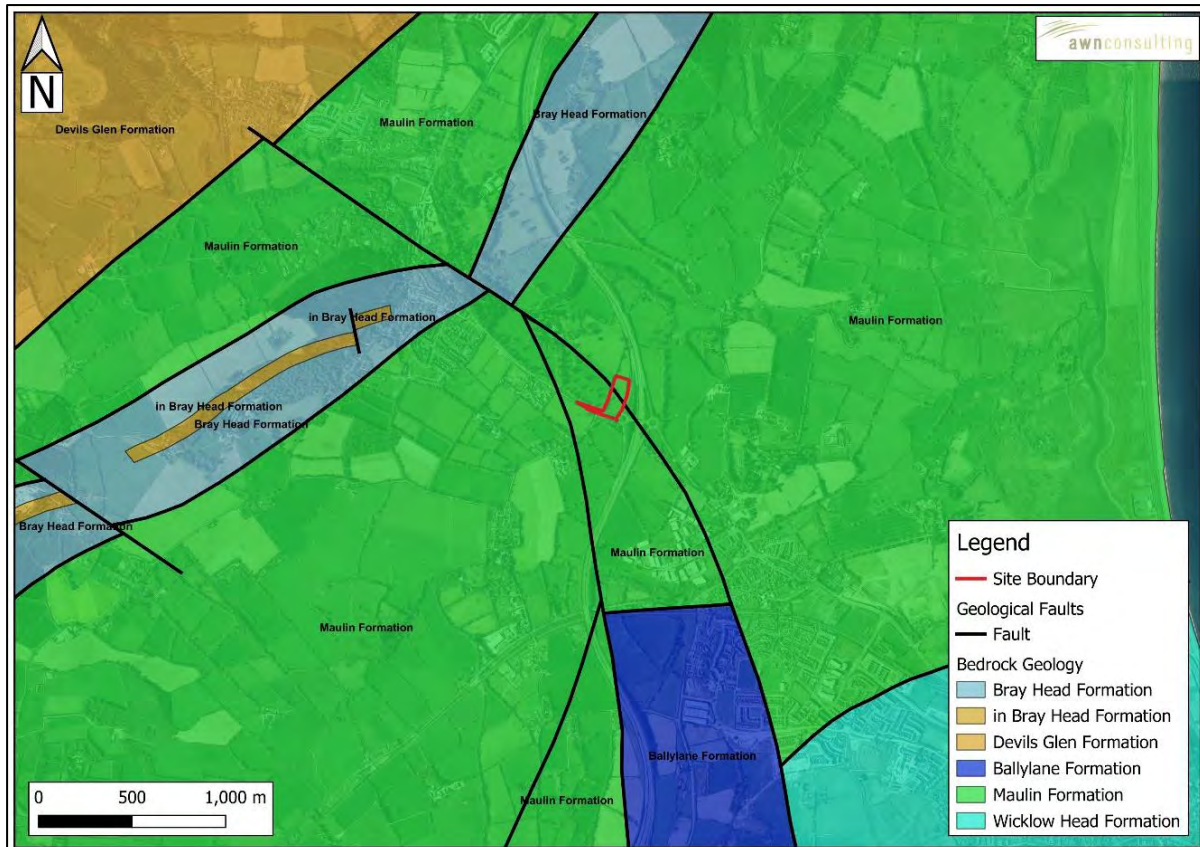 awnconsulting
N
Devils Glen Formation
Maulin Formation
Bray Head Formation
Maulin Formation
in Bray Head Formation
Maulin Formation
in Bray Head Formation
Bray Head Formation
Bray Head Formation
Maulin Formation
Maulin Formation
Ballylane Formation
Maulin Formation
Legend
Site Boundary
Geological Faults
Fault
Bedrock Geology
Bray Head Formation
in Bray Head Formation
Devils Glen Formation
Ballylane Formation
Maulin Formation
Wicklow Head Formation
0 500 1,000 m